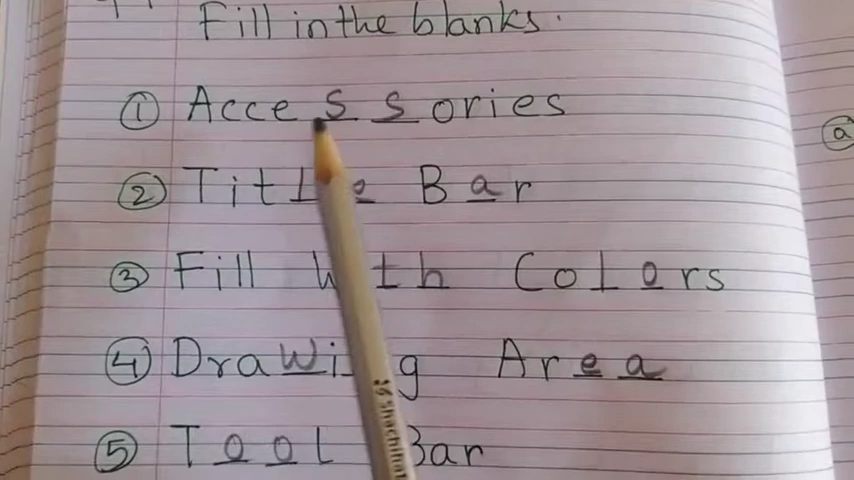 Fill in the blanks.
① Accessories
② Title Bar
③ Fill With Colors
④ Drawing Area
⑤ Tool Bar
ⓐ